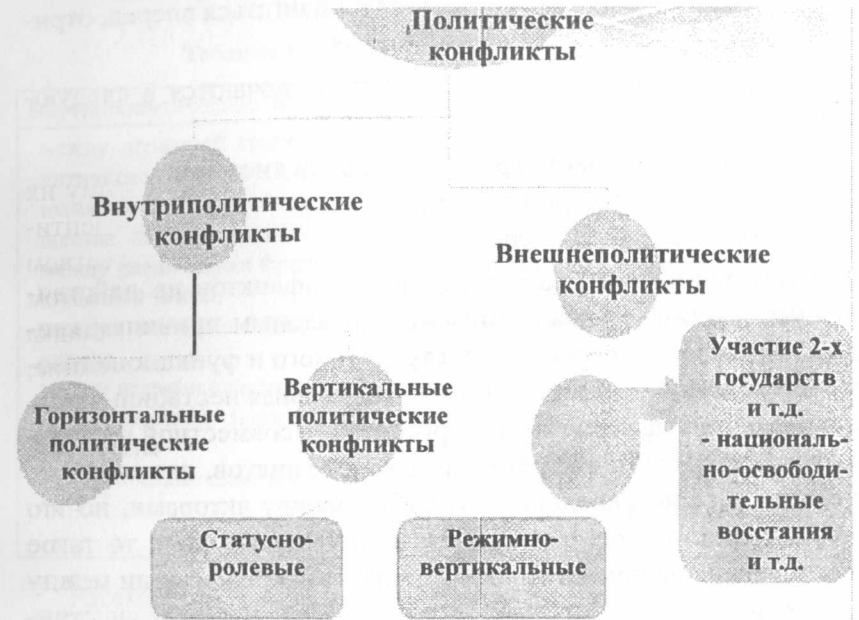 Политические
конфликты
Внутриполитические
конфликты
Внешнеполитические
конфликты
Горизонтальные
политические
конфликты
Вертикальные
политические
конфликты
Участие 2-х
государств
и т.д.
- националь-
но-освободи-
тельные
восстания
и т.д.
Статусно-
ролевые
Режимно-
вертикальные